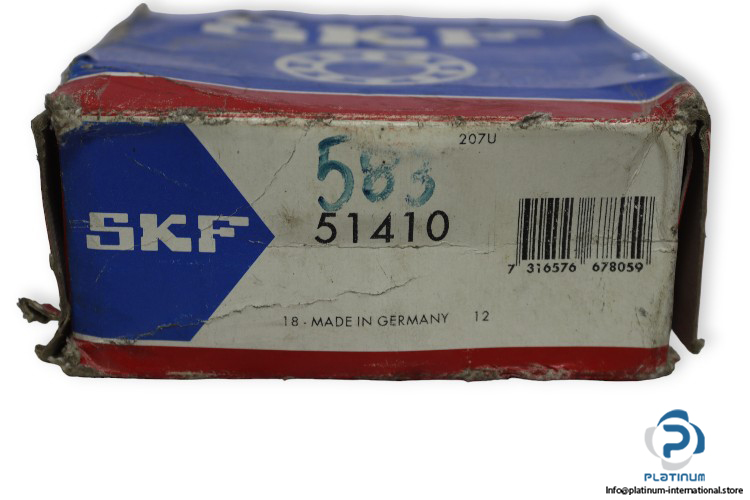 SKF
207U
583
SKF
51410
7 316576 678059
18 - MADE IN GERMANY 12
PLATINUM
Info@platinum-international.store